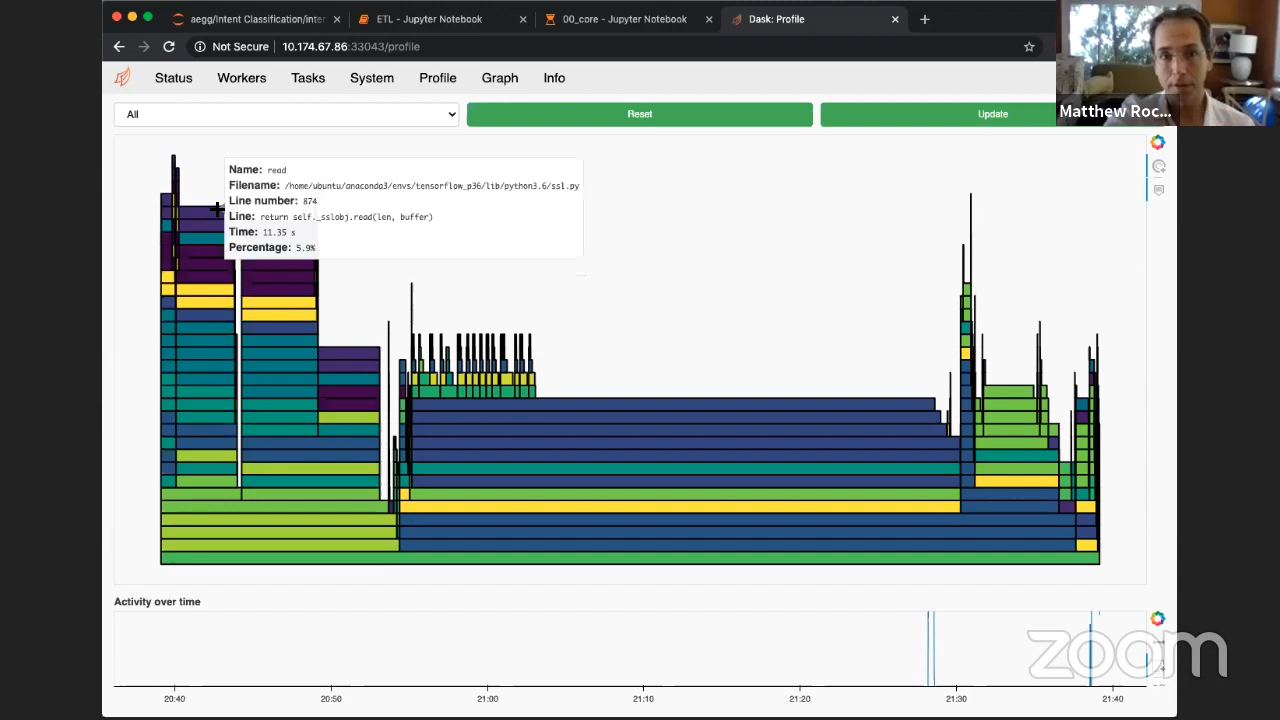 aegg/Intent Classification/inter
ETL - Jupyter Notebook
00_core - Jupyter Notebook
Dask: Profile
Not Secure
10.174.67.86:33043/profile
Status
Workers
Tasks
System
Profile
Graph
Info
Matthew Roc...
All
Reset
Update
Name: read
Filename: /home/ubuntu/anaconda3/envs/tensorflow_p36/lib/python3.6/ssl.py
Line number: 874
Line: return self._sslobj.read(len, buffer)
Time: 11.35 s
Percentage: 5.9%
Activity over time
zoom
20:40
20:50
21:00
21:10
21:20
21:30
21:40